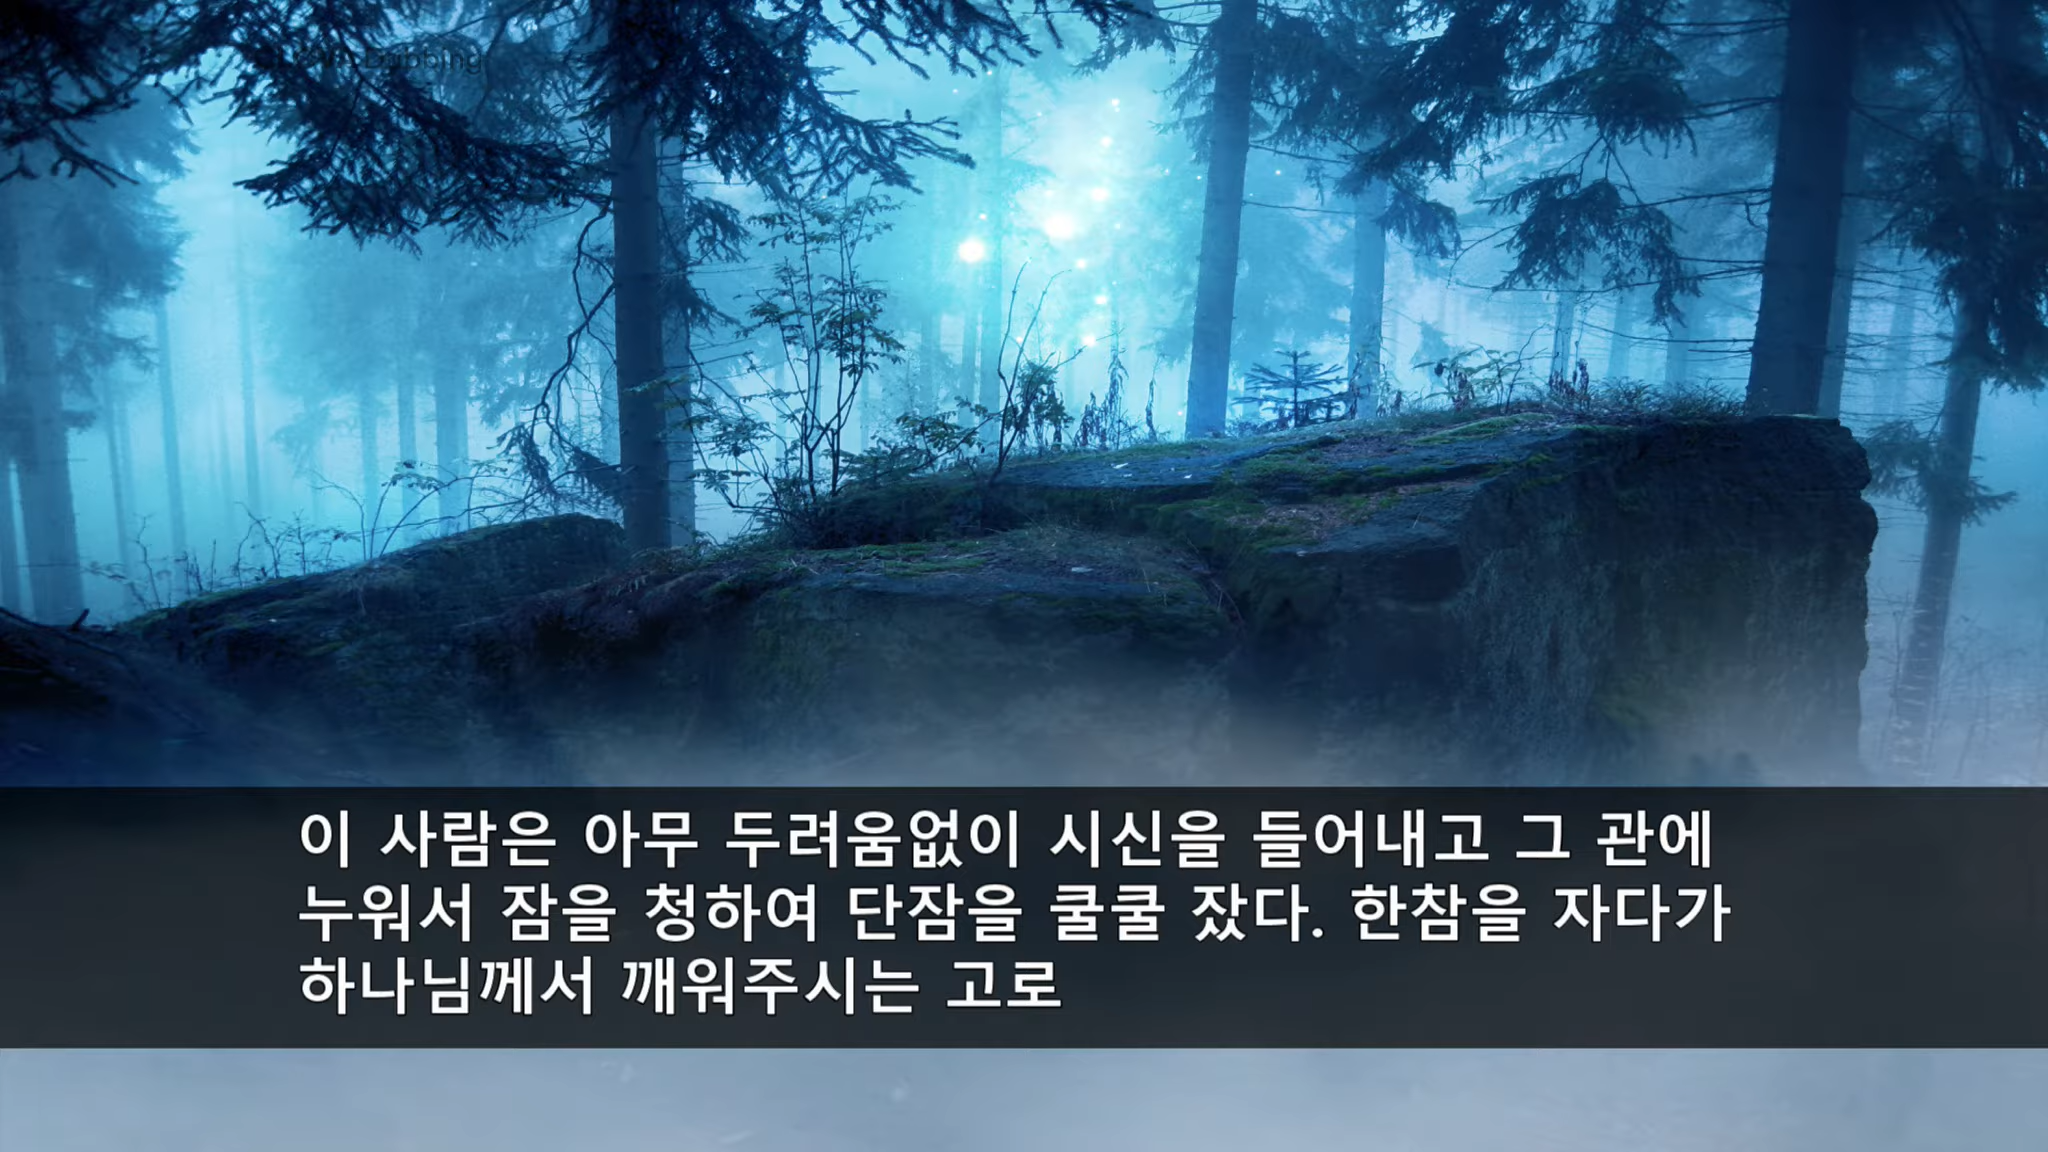 Dubbing
이 사람은 아무 두려움없이 시신을 들어내고 그 관에
누워서 잠을 청하여 단잠을 쿨쿨 잤다. 한참을 자다가
하나님께서 깨워주시는 고로